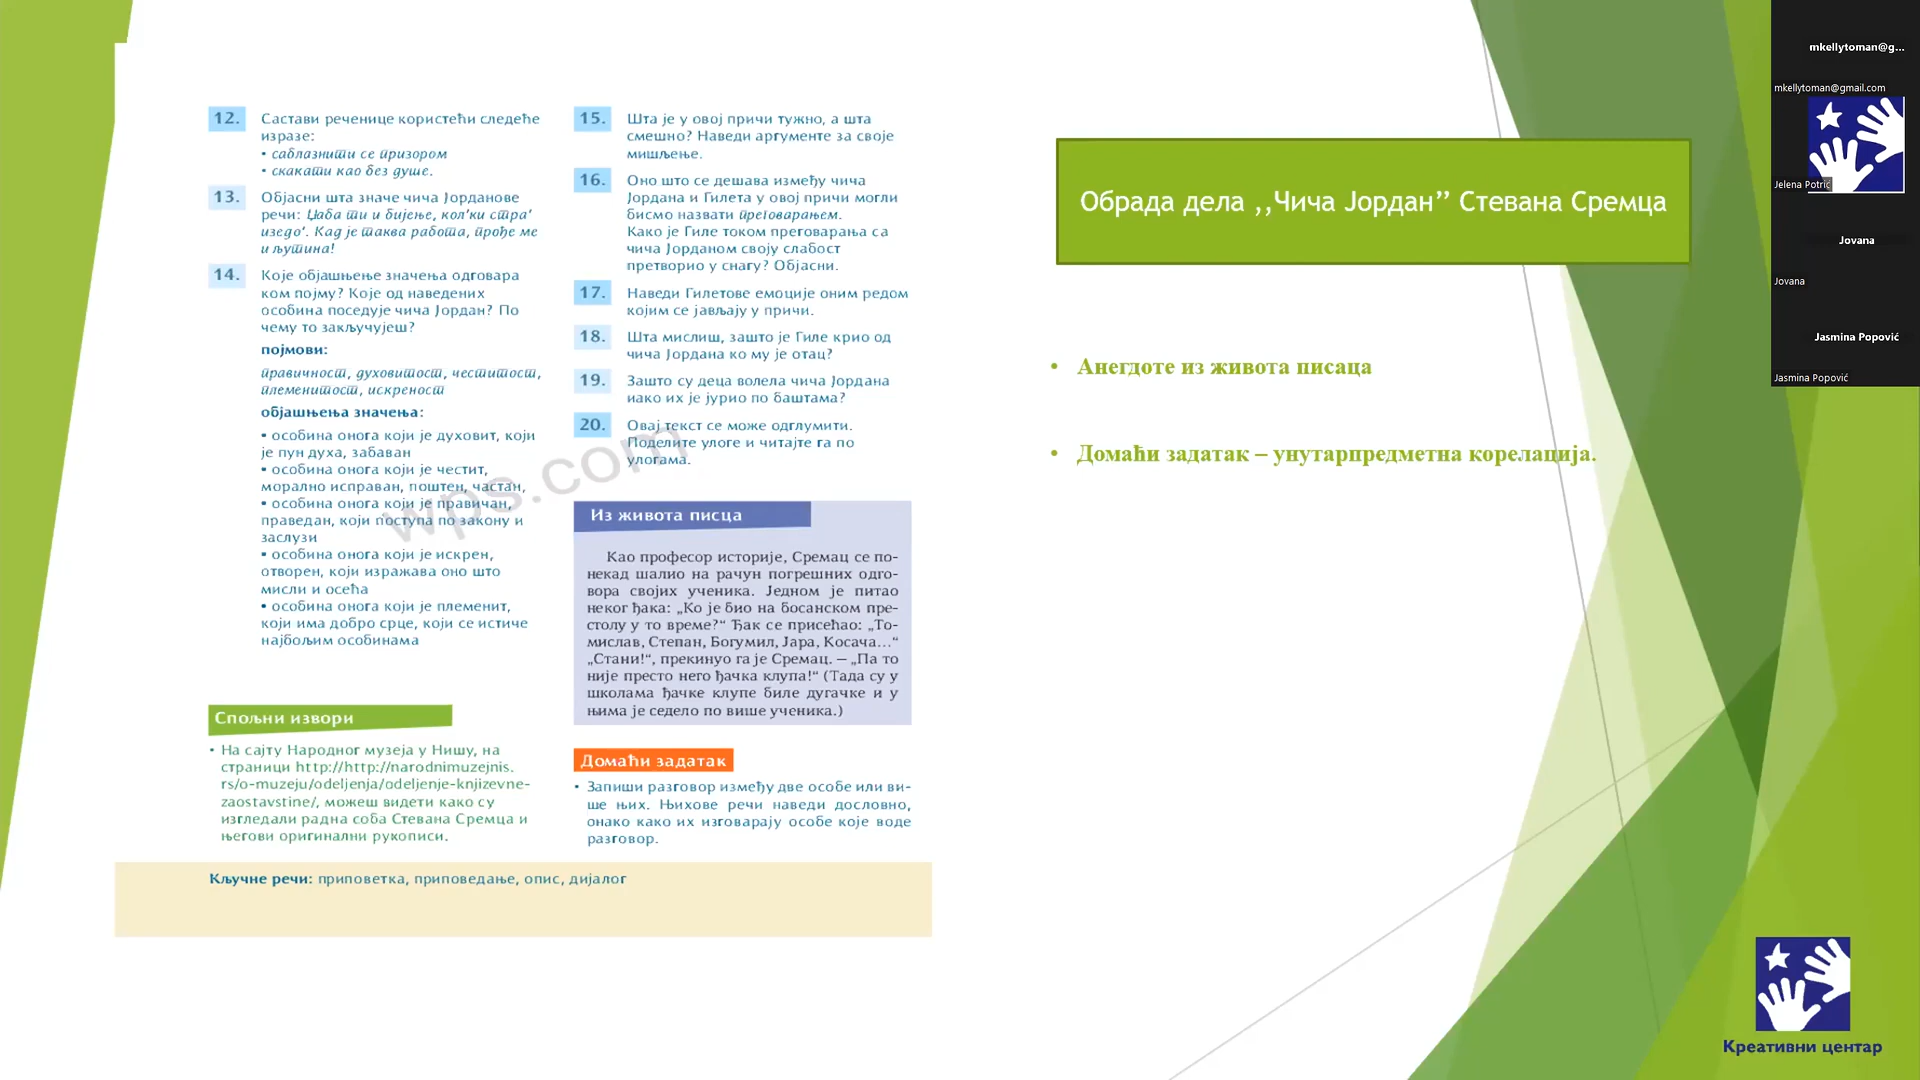 12. Састави реченице користећи следеће
изразе:
• саблазнити се призором
• скакати као без душе.
13. Објасни шта значе чича Јорданове
речи: Џаба ти и бијење, кол'ки стра'
изедо'. Кад је таква работа, прође ме
и љутина!
14. Које објашњење значења одговара
ком појму? Које од наведених
особина поседује чича Јордан? По
чему то закључујеш?
појмови:
правичност, духовитост, честитост,
племенитост, искреност
објашњења значења:
▪ особина онога који је духовит, који
је пун духа, забаван
▪ особина онога који је честит,
морално исправан, поштен, частан,
▪ особина онога који је правичан,
праведан, који поступа по закону и
заслузи
▪ особина онога који је искрен,
отворен, који изражава оно што
мисли и осећа
▪ особина онога који је племенит,
који има добро срце, који се истиче
најбољим особинама
Спољни извори
• На сајту Народног музеја у Нишу, на
страници http://http://narodnimuzejnis.
rs/o-muzeju/odeljenja/odeljenje-knjizevne-
zaostavstine/, можеш видети како су
изгледали радна соба Стевана Сремца и
његови оригинални рукописи.
15. Шта је у овој причи тужно, а шта
смешно? Наведи аргументе за своје
мишљење.
16. Оно што се дешава између чича
Јордана и Гилета у овој причи могли
бисмо назвати преговарањем.
Како је Гиле током преговарања са
чича Јорданом своју слабост
претворио у снагу? Објасни.
17. Наведи Гилетове емоције оним редом
којим се јављају у причи.
18. Шта мислиш, зашто је Гиле крио од
чича Јордана ко му је отац?
19. Зашто су деца волела чича Јордана
иако их је јурио по баштама?
20. Овај текст се може одглумити.
Поделите улоге и читајте га по
улогама.
wps.com
Из живота писца
Као професор историје, Сремац се по-
некад шалио на рачун погрешних одго-
вора својих ученика. Једном је питао
неког ђака: „Ко је био на босанском пре-
столу у то време?“ Ђак се присећао: „То-
мислав, Степан, Богумил, Јара, Косача...“
„Стани!“, прекинуо га је Сремац. – „Па то
није престо него ђачка клупа!“ (Тада су у
школама ђачке клупе биле дугачке и у
њима је седело по више ученика.)
Домаћи задатак
• Запиши разговор између две особе или ви-
ше њих. Њихове речи наведи дословно,
онако како их изговарају особе које воде
разговор.
Кључне речи: приповетка, приповедање, опис, дијалог
Обрада дела ,,Чича Јордан’’ Стевана Сремца
• Анегдоте из живота писаца
• Домаћи задатак – унутарпредметна корелација.
mkellytoman@g...
mkellytoman@gmail.com
Jelena Potrić
Jovana
Jovana
Jasmina Popović
Jasmina Popović
Креативни центар